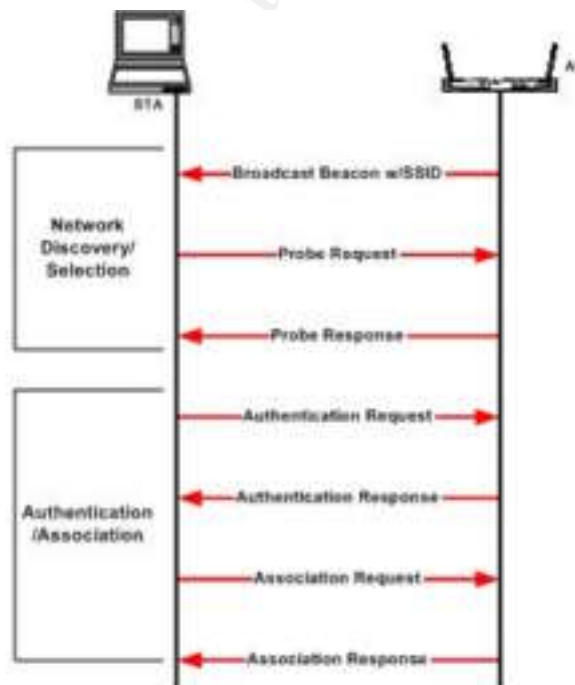 STA
A
Broadcast Beacon w/SSID
Network
Discovery/
Selection
Probe Request
Probe Response
Authentication Request
Authentication Response
Authentication
/Association
Association Request
Association Response